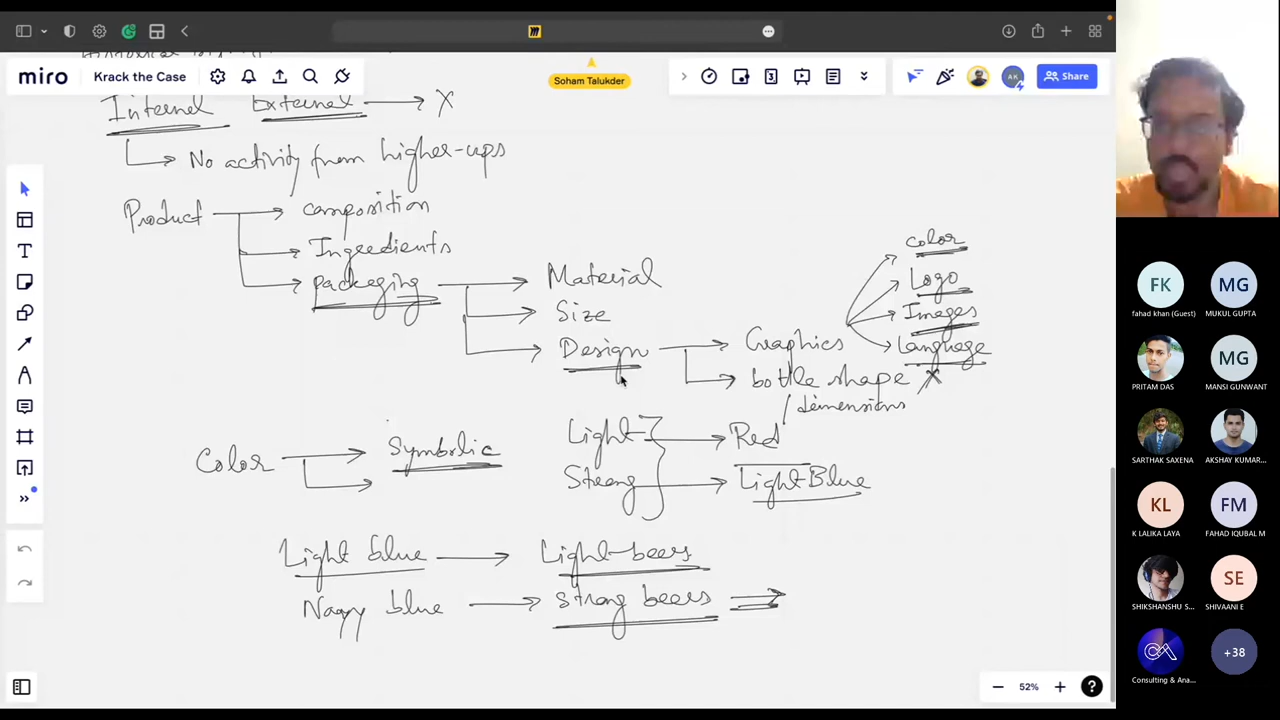 miro
Krack the Case
Soham Talukder
Share
Internal External → X
No activity from higher-ups
Product → composition
→ Ingredients
→ packaging → Material
→ Size
→ Design → Graphics
→ bottle shape X
/dimensions
color
Logo
Images
Language
Color → Symbolic
Light → Red
Strong → Light Blue
Light blue → Light-beers
Navy blue → Strong beers →
52%
?
FK
fahad khan (Guest)
MG
MUKUL GUPTA
PRITAM DAS
MG
MANSI GUNWANT
SARTHAK SAXENA
AKSHAY KUMAR...
KL
K LALIKA LAYA
FM
FAHAD IQBAL M
SHIKSHANSHU S...
SE
SHIVAANI E
CA
Consulting & Ana...
+38